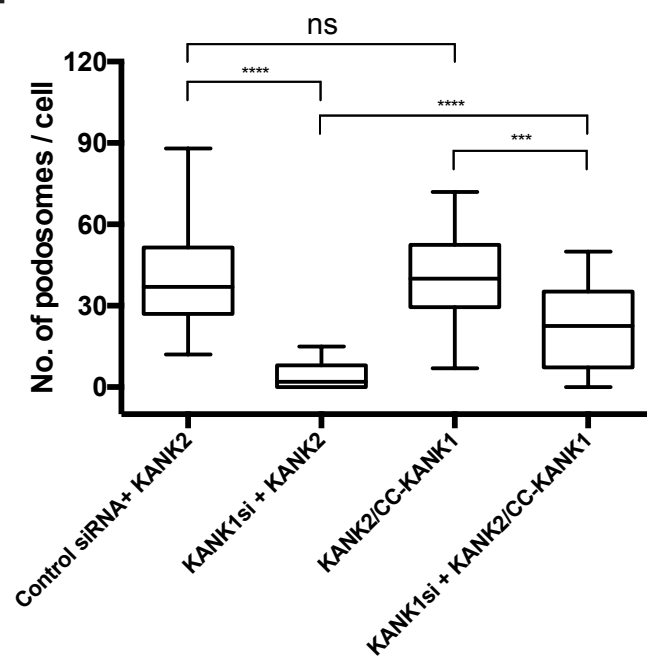 ns
****
****
***
No. of podosomes / cell
120
90
60
30
0
Control siRNA+ KANK2
KANK1si + KANK2
KANK2/CC-KANK1
KANK1si + KANK2/CC-KANK1